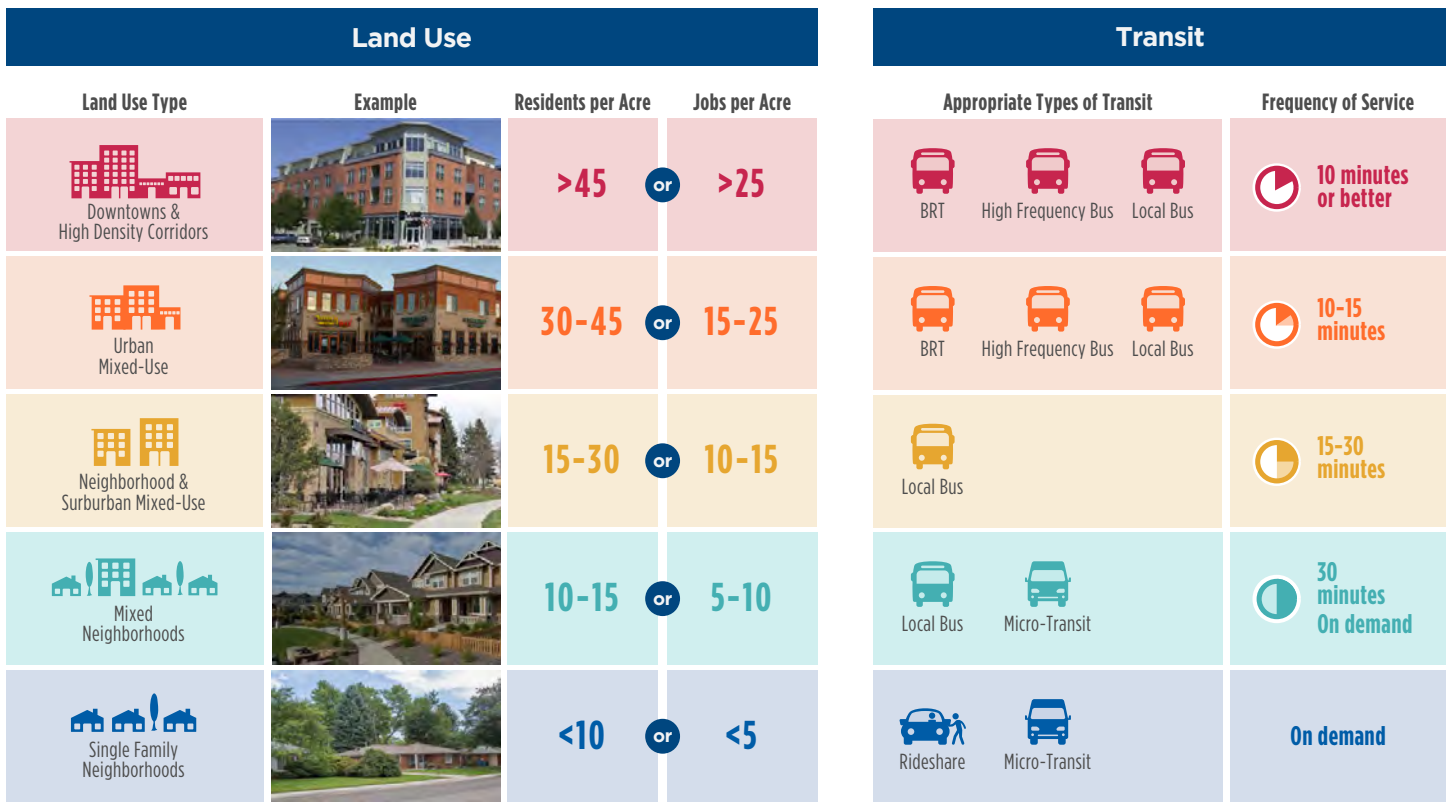 Land Use
Transit
Land Use Type
Example
Residents per Acre
Jobs per Acre
Appropriate Types of Transit
Frequency of Service
Downtowns &
High Density Corridors
>45
or
>25
BRT
High Frequency Bus
Local Bus
10 minutes
or better
Urban
Mixed-Use
30-45
or
15-25
BRT
High Frequency Bus
Local Bus
10-15
minutes
Neighborhood &
Surburban Mixed-Use
15-30
or
10-15
Local Bus
15-30
minutes
Mixed
Neighborhoods
10-15
or
5-10
Local Bus
Micro-Transit
30
minutes
On demand
Single Family
Neighborhoods
<10
or
<5
Rideshare
Micro-Transit
On demand